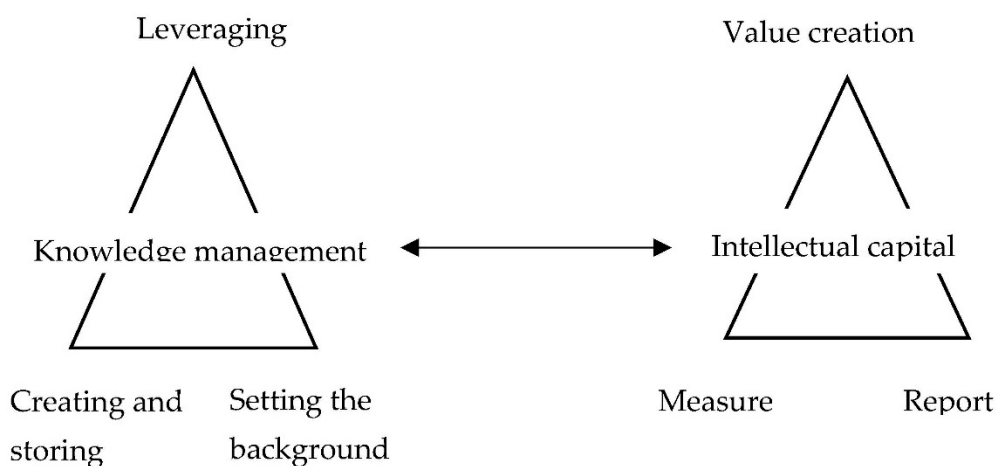 Leveraging
Value creation
Knowledge management
Intellectual capital
Creating and
storing
Setting the
background
Measure
Report